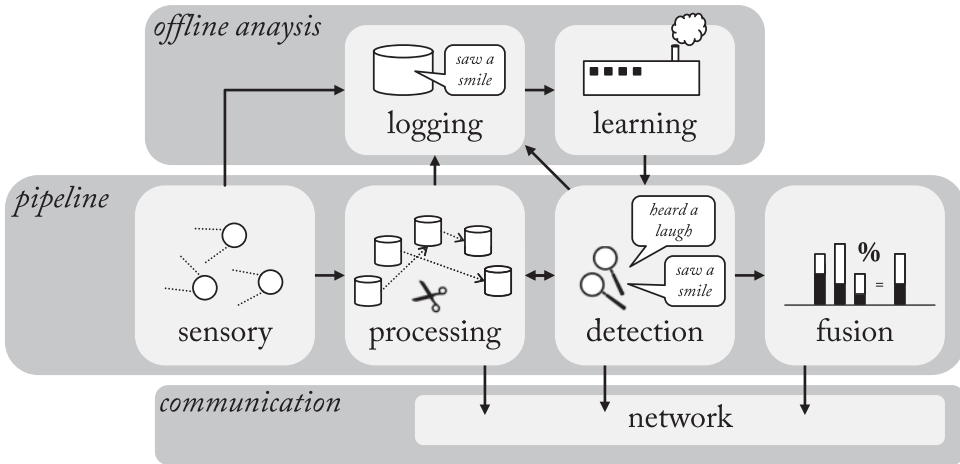 offline anaysis
saw a
smile
logging
learning
pipeline
heard a
laugh
saw a
smile
%
=
sensory
processing
detection
fusion
communication
network